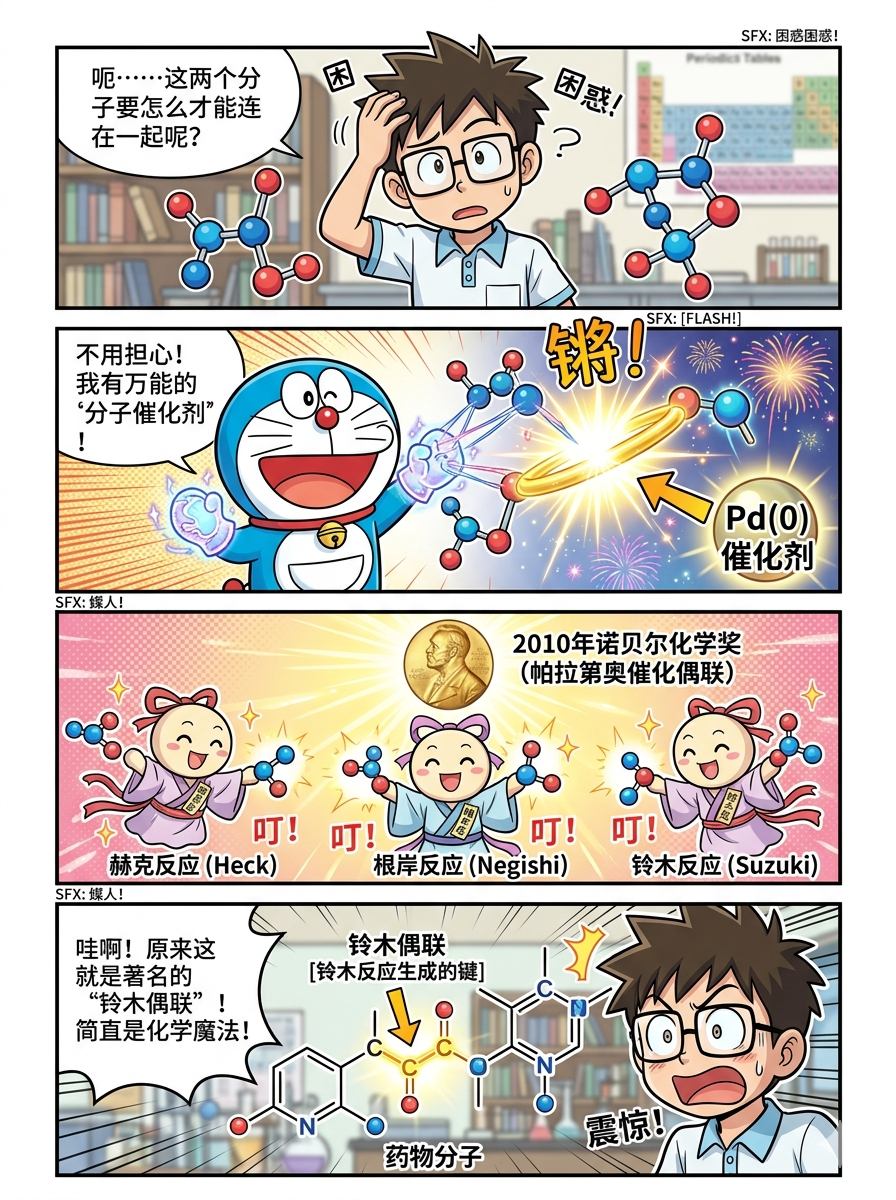 SFX: 困惑困惑！
呃……这两个分
子要怎么才能连
在一起呢？
困
困惑！
?
Periodict Tables
SFX: [FLASH!]
不用担心！
我有万能的
‘分子催化剂”
！
锵！
Pd(0)
催化剂
SFX: 媒人！
2010年诺贝尔化学奖
（帕拉第奥催化偶联）
叮！
叮！
叮！
叮！
赫克反应 (Heck)
根岸反应 (Negishi)
铃木反应 (Suzuki)
SFX: 媒人！
哇啊！原来这
就是著名的
“铃木偶联”！
简直是化学魔法！
铃木偶联
[铃木反应生成的键]
C
N
C
C
C
N
N
药物分子
震惊！